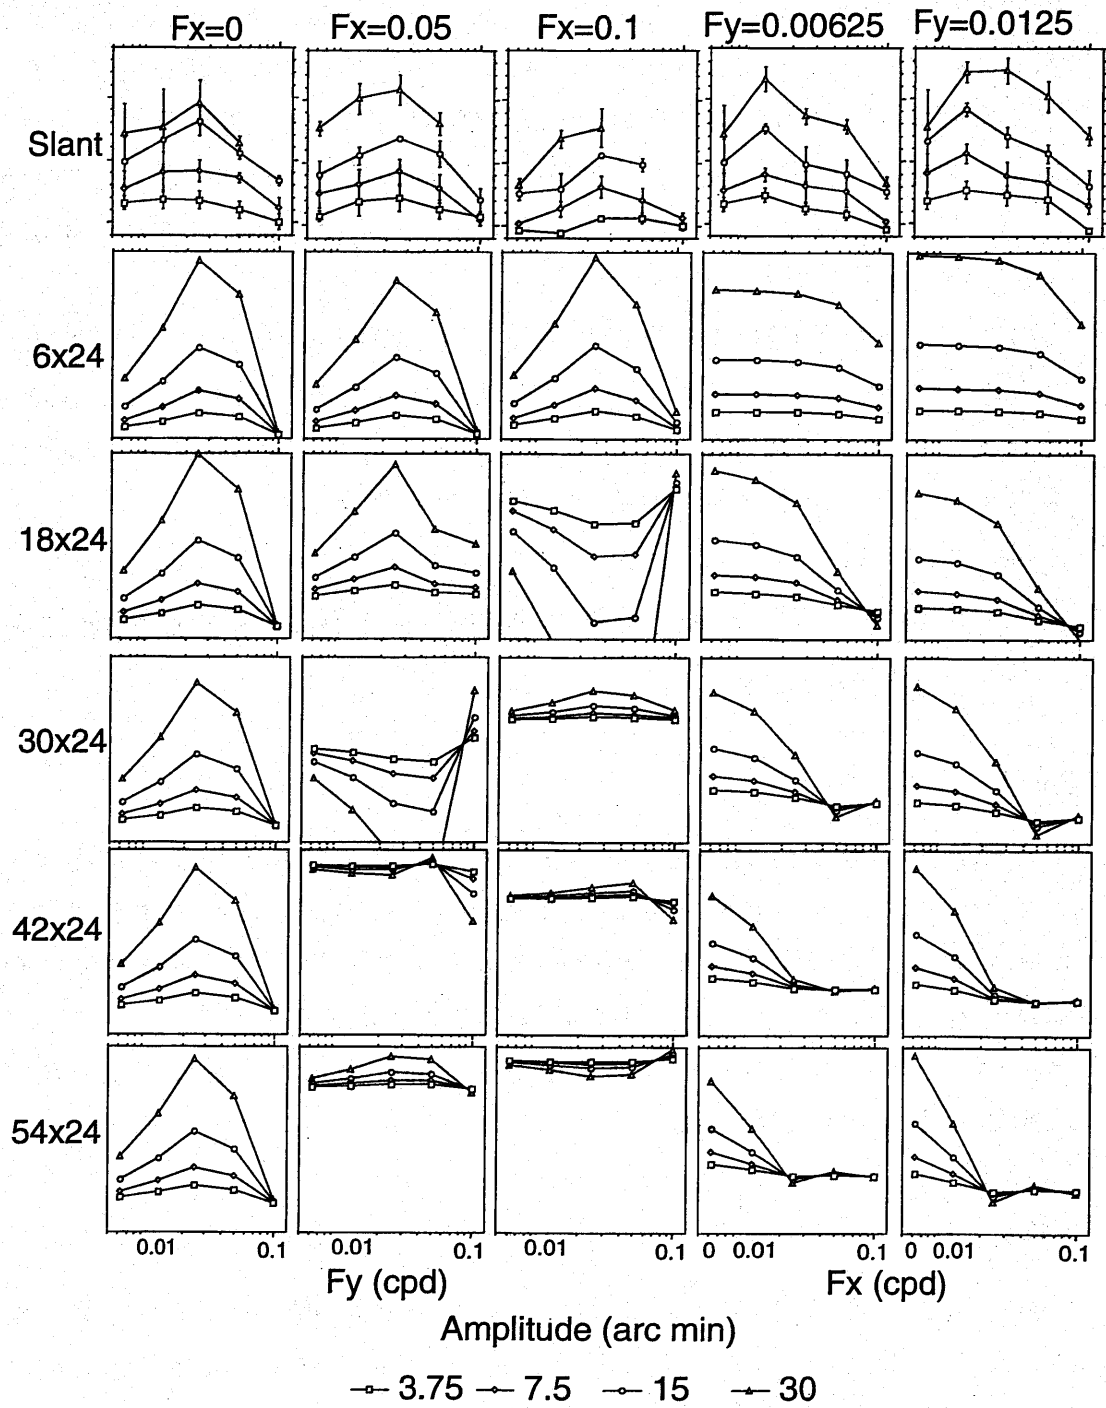 Fx=0 Fx=0.05 Fx=0.1 Fy=0.00625 Fy=0.0125
Slant
6x24
18x24
30x24
42x24
54x24
0.01 0.1 0.01 0.1 0.01 0.1 0 0.01 0.1 0 0.01 0.1
Fy (cpd) Fx (cpd)
Amplitude (arc min)
3.75 7.5 15 30